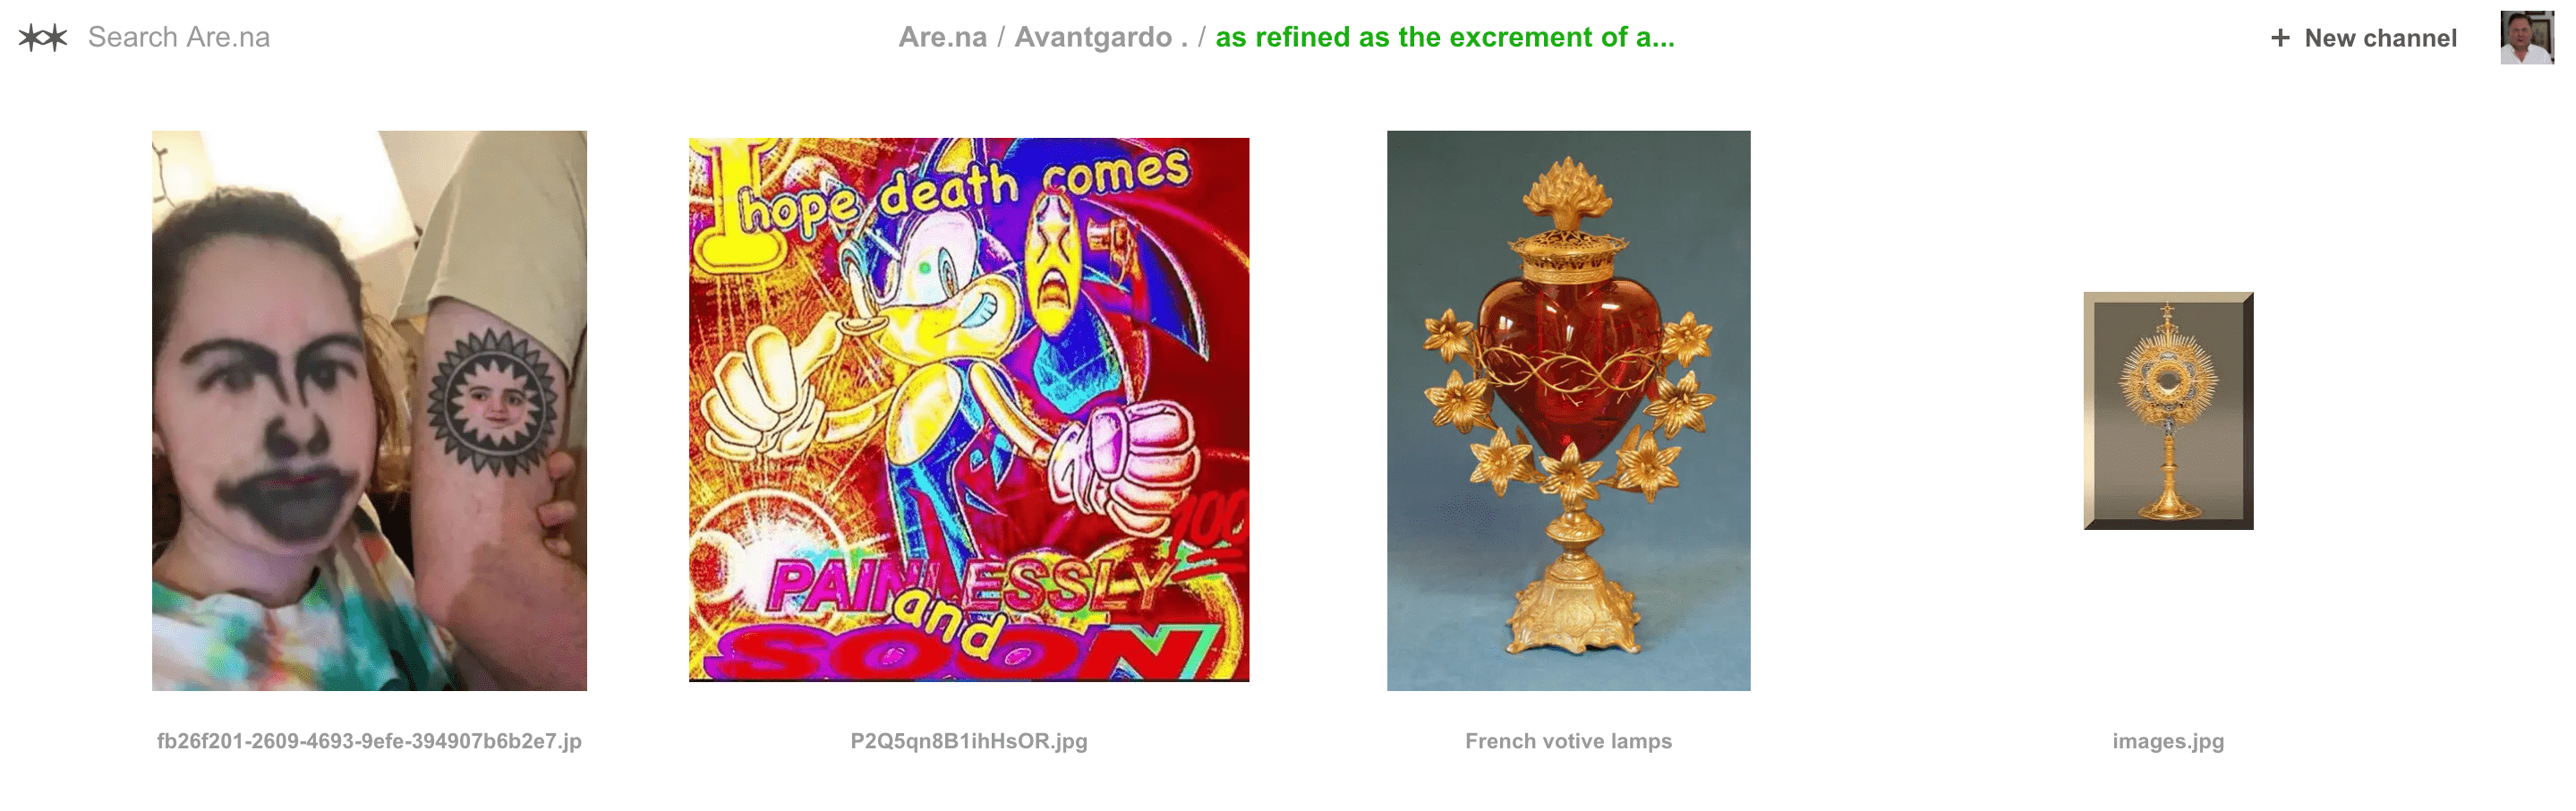 Search Are.na
Are.na / Avantgardo . / as refined as the excrement of a...
+ New channel
I hope death comes
100
PAINLESSLY
and
SOON
fb26f201-2609-4693-9efe-394907b6b2e7.jp
P2Q5qn8B1ihHsOR.jpg
French votive lamps
images.jpg